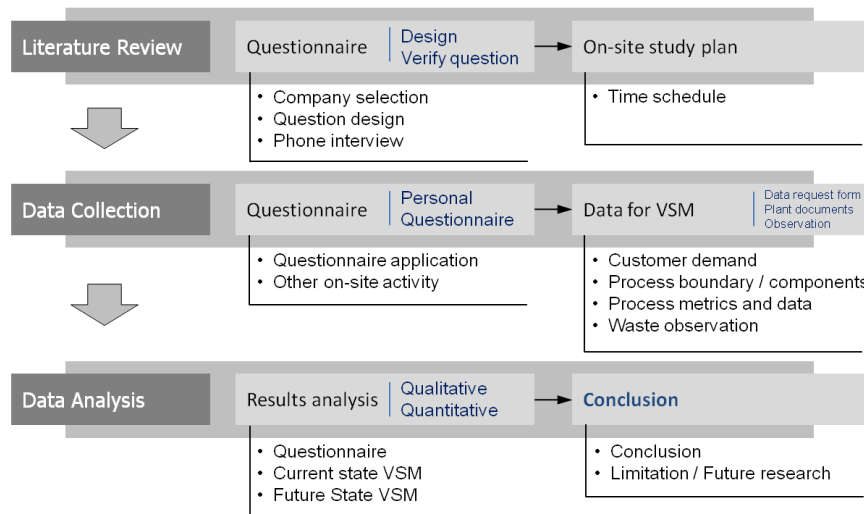 Literature Review
Questionnaire
Design
Verify question
On-site study plan
• Company selection
• Question design
• Phone interview
• Time schedule
Data Collection
Questionnaire
Personal
Questionnaire
Data for VSM
Data request form
Plant documents
Observation
• Questionnaire application
• Other on-site activity
• Customer demand
• Process boundary / components
• Process metrics and data
• Waste observation
Data Analysis
Results analysis
Qualitative
Quantitative
Conclusion
• Questionnaire
• Current state VSM
• Future State VSM
• Conclusion
• Limitation / Future research